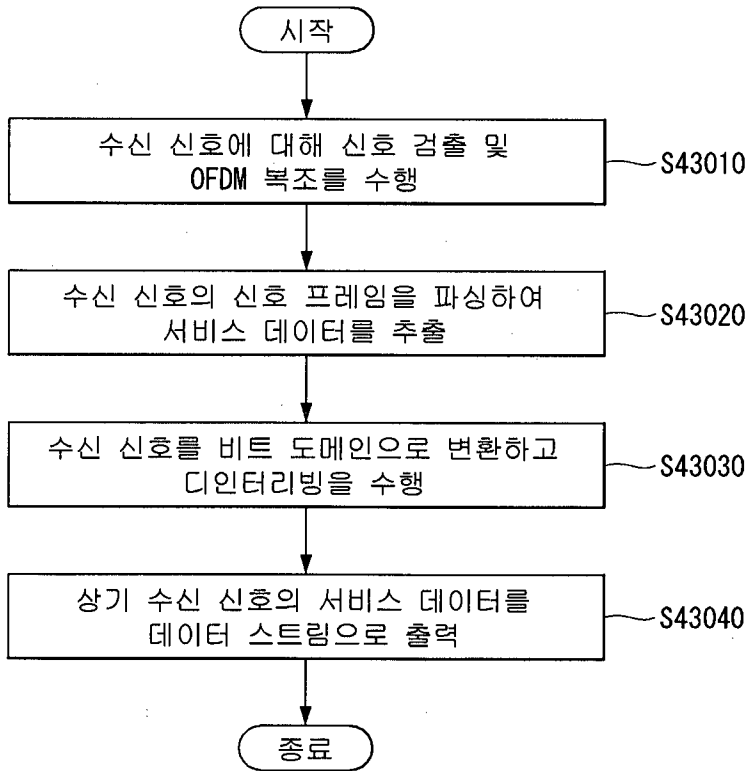 시작
수신 신호에 대해 신호 검출 및
OFDM 복조를 수행
S43010
수신 신호의 신호 프레임을 파싱하여
서비스 데이터를 추출
S43020
수신 신호를 비트 도메인으로 변환하고
디인터리빙을 수행
S43030
상기 수신 신호의 서비스 데이터를
데이터 스트림으로 출력
S43040
종료